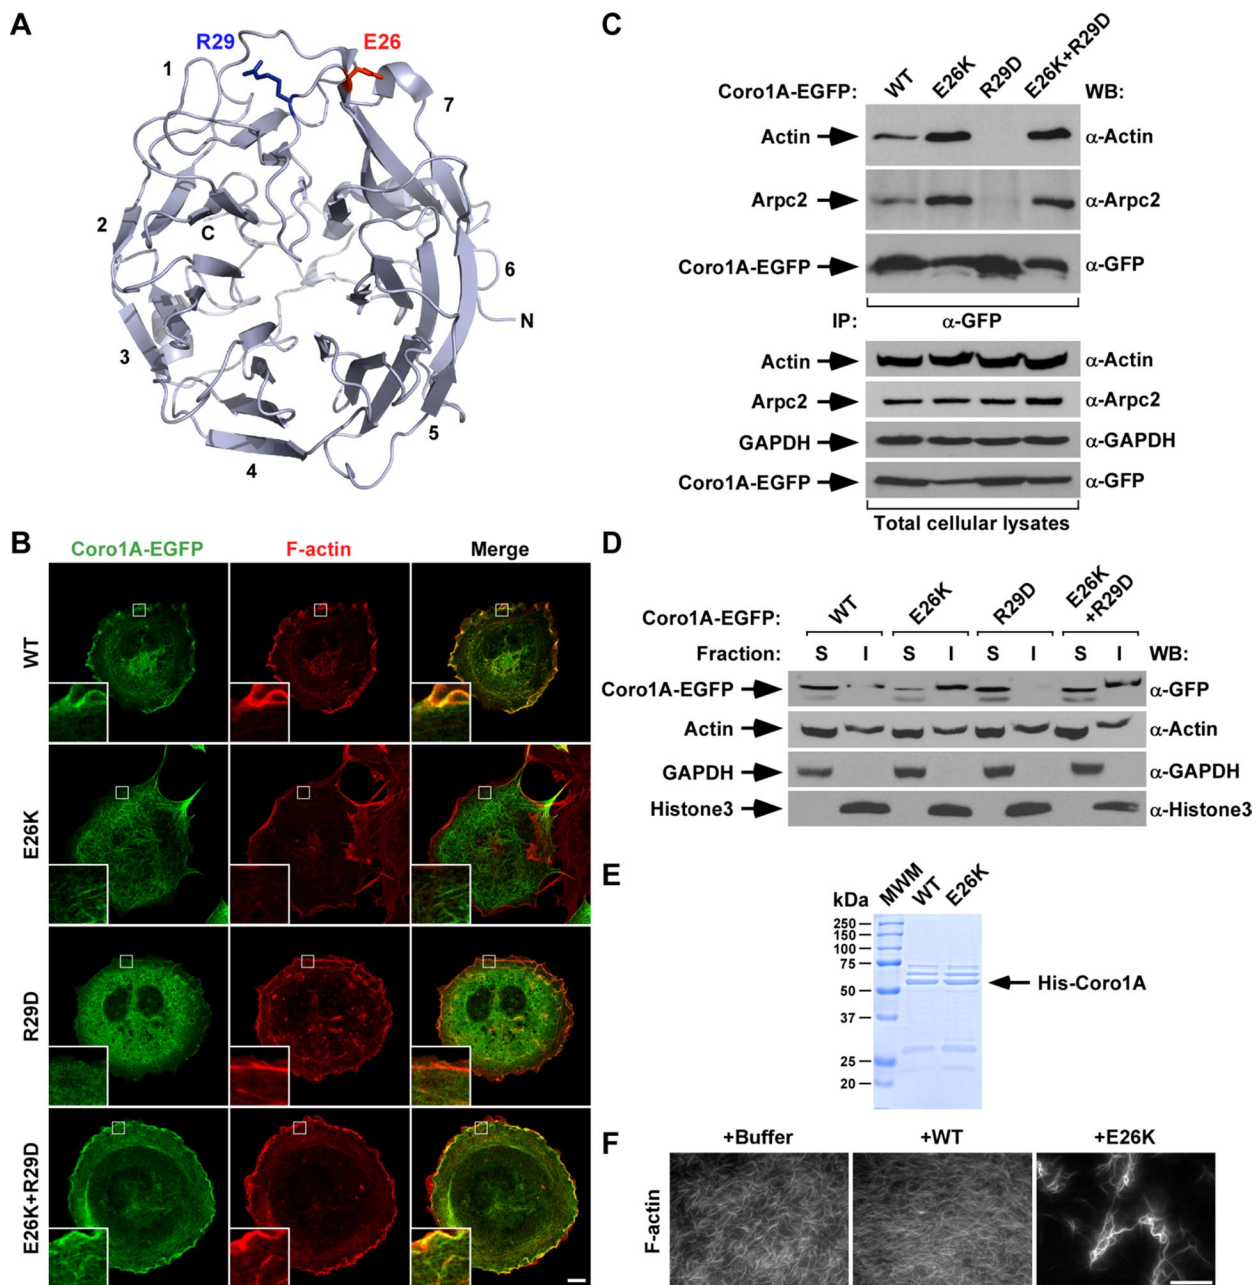 A
R29
E26
1
7
2
C
6
N
3
5
4
B
Coro1A-EGFP
F-actin
Merge
WT
E26K
R29D
E26K+R29D
C
Coro1A-EGFP:
WT
E26K
R29D
E26K+R29D
WB:
Actin
α-Actin
Arpc2
α-Arpc2
Coro1A-EGFP
α-GFP
IP:
α-GFP
Actin
α-Actin
Arpc2
α-Arpc2
GAPDH
α-GAPDH
Coro1A-EGFP
α-GFP
Total cellular lysates
D
Coro1A-EGFP:
WT
E26K
R29D
E26K
+R29D
Fraction:
S I S I S I S I
WB:
Coro1A-EGFP
α-GFP
Actin
α-Actin
GAPDH
α-GAPDH
Histone3
α-Histone3
E
kDa
MWM
WT
E26K
250
150
100
75
50
37
25
20
His-Coro1A
F
+Buffer
+WT
+E26K
F-actin